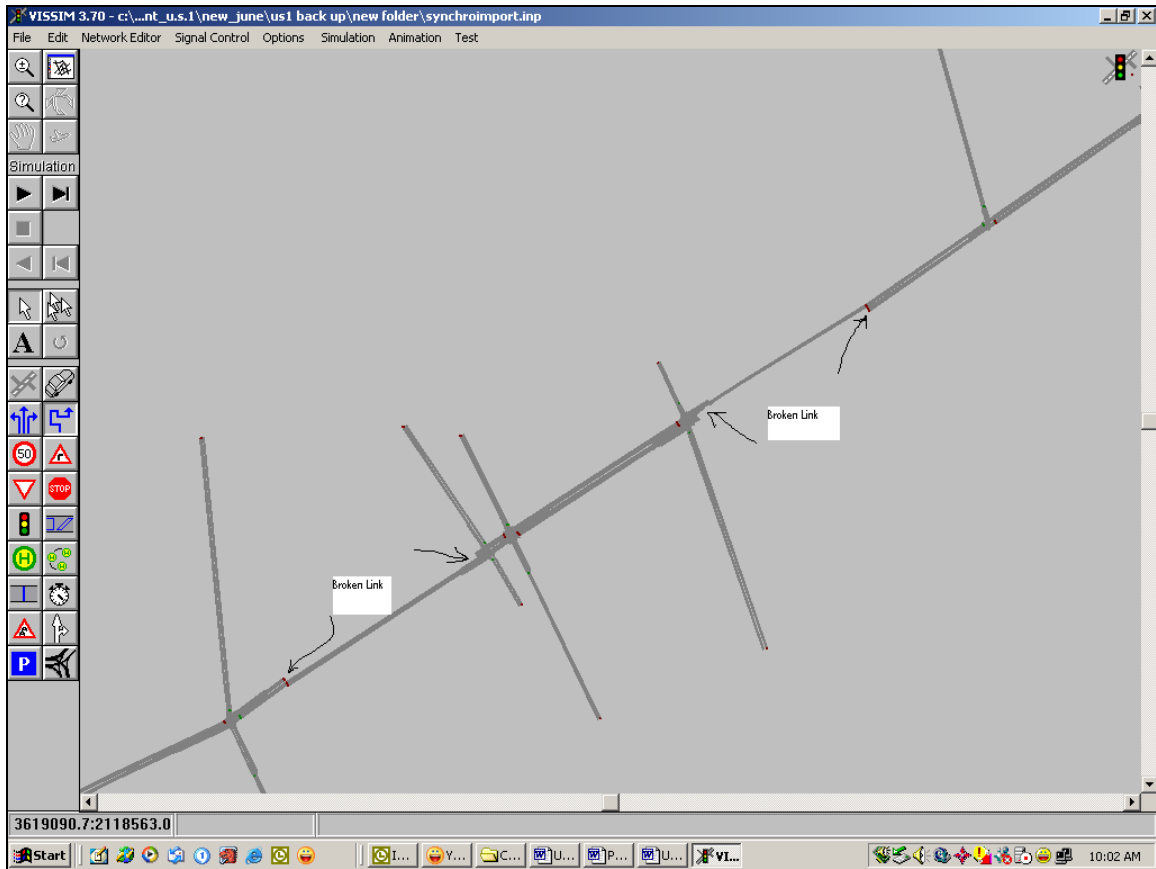 VISSIM 3.70 - c:\...nt_u.s.1\new_june\us1 back up\new folder\synchroimport.inp
File Edit Network Editor Signal Control Options Simulation Animation Test
Simulation
A
50
STOP
H
H H H
P
Broken Link
Broken Link
3619090.7:2118563.0
Start I... Y... C... U... P... U... VI... 10:02 AM